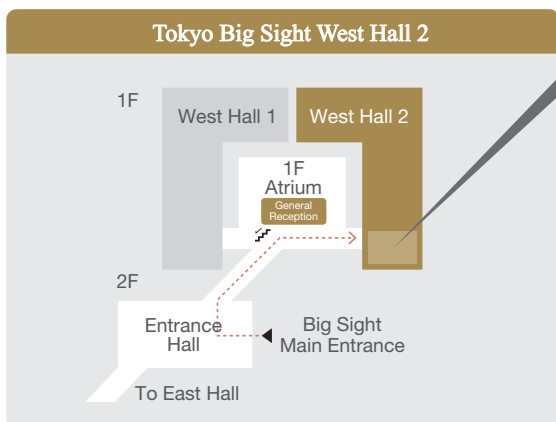 Tokyo Big Sight West Hall 2
1F
West Hall 1
West Hall 2
1F
Atrium
General
Reception
2F
Entrance
Hall
Big Sight
Main Entrance
To East Hall